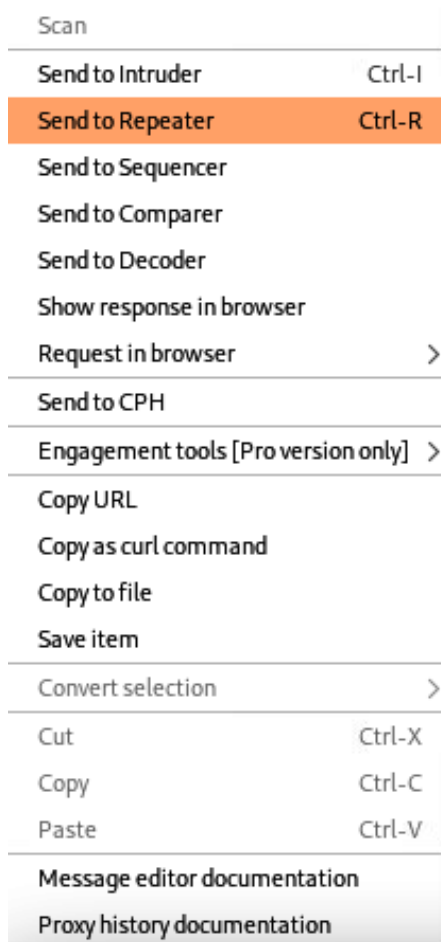 Scan
Send to Intruder Ctrl-I
Send to Repeater Ctrl-R
Send to Sequencer
Send to Comparer
Send to Decoder
Show response in browser
Request in browser
Send to CPH
Engagement tools [Pro version only]
Copy URL
Copy as curl command
Copy to file
Save item
Convert selection
Cut Ctrl-X
Copy Ctrl-C
Paste Ctrl-V
Message editor documentation
Proxy history documentation